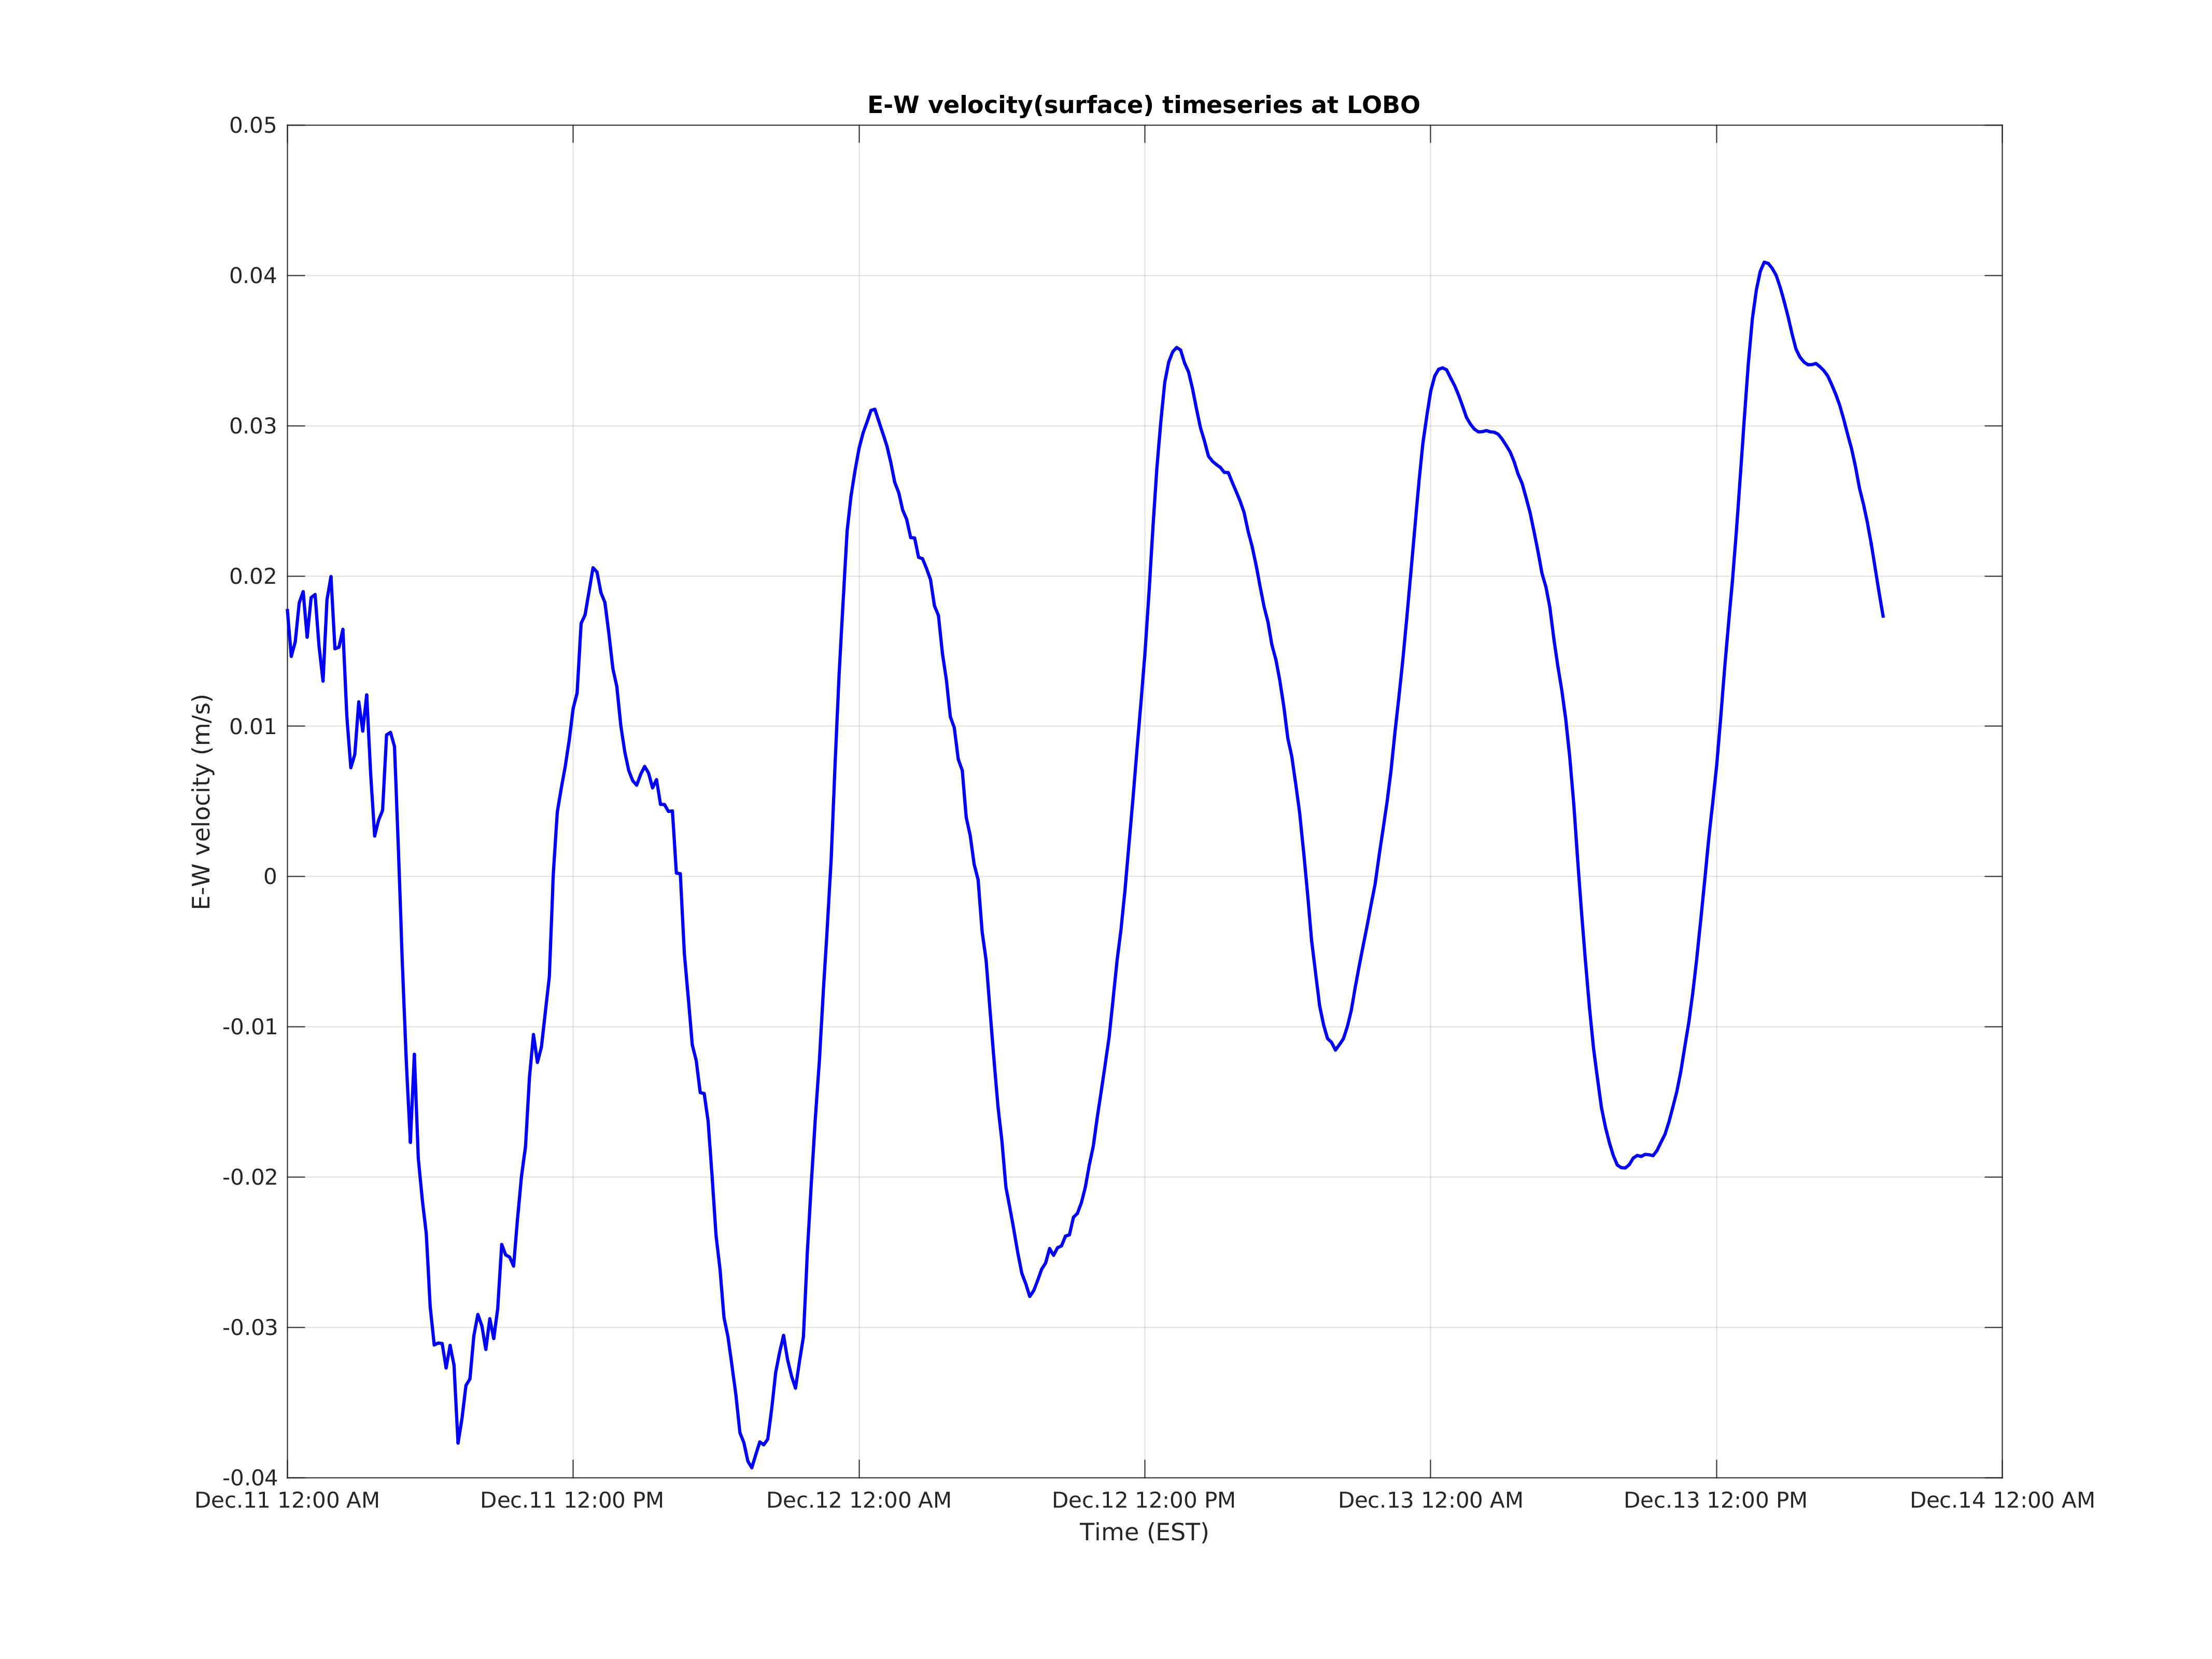 E-W velocity(surface) timeseries at LOBO
0.05
0.04
0.03
0.02
0.01
0
-0.01
-0.02
-0.03
-0.04
E-W velocity (m/s)
Dec.11 12:00 AM
Dec.11 12:00 PM
Dec.12 12:00 AM
Dec.12 12:00 PM
Dec.13 12:00 AM
Dec.13 12:00 PM
Dec.14 12:00 AM
Time (EST)